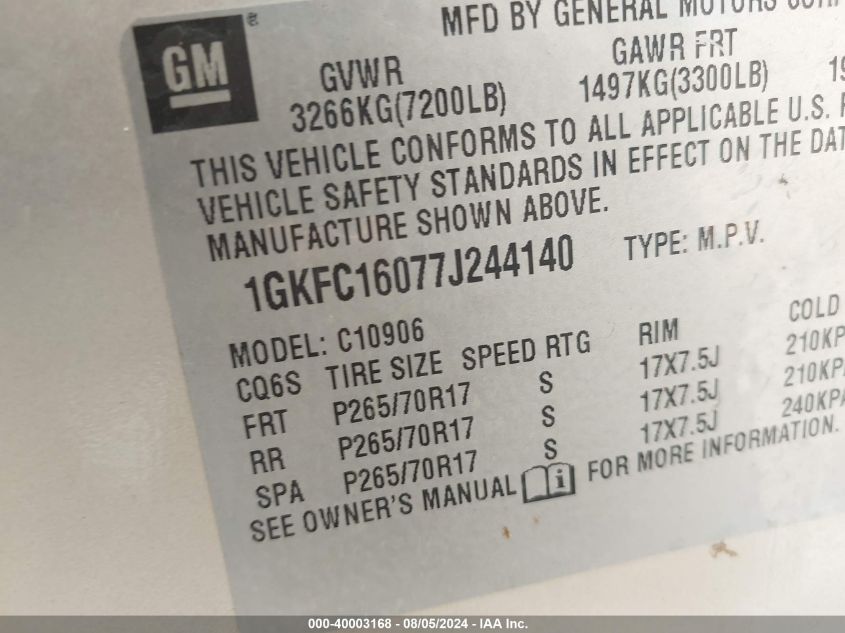 MFD BY GENERAL MOTORS
GM ®
GVWR GAWR FRT
3266KG(7200LB) 1497KG(3300LB) 19
THIS VEHICLE CONFORMS TO ALL APPLICABLE U.S.
VEHICLE SAFETY STANDARDS IN EFFECT ON THE DAT
MANUFACTURE SHOWN ABOVE.
1GKFC16077J244140 TYPE: M.P.V.
MODEL: C10906
CQ6S TIRE SIZE SPEED RTG RIM COLD
FRT P265/70R17 S 17X7.5J 210KP
RR P265/70R17 S 17X7.5J 210KP
SPA P265/70R17 S 17X7.5J 240KPA
SEE OWNER'S MANUAL i FOR MORE INFORMATION.
000-40003168 - 08/05/2024 - IAA Inc.